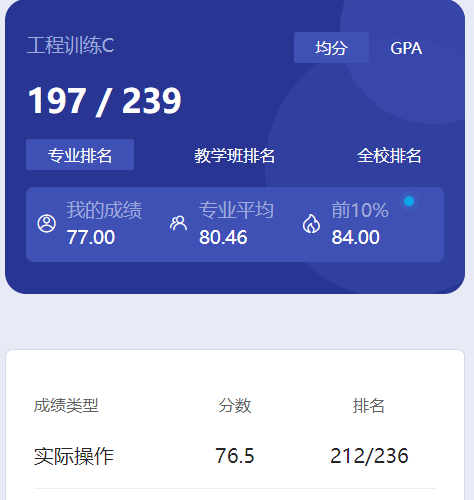 工程训练C
均分 GPA
197 / 239
专业排名 教学班排名 全校排名
我的成绩 专业平均 前10%
77.00 80.46 84.00
成绩类型 分数 排名
实际操作 76.5 212/236